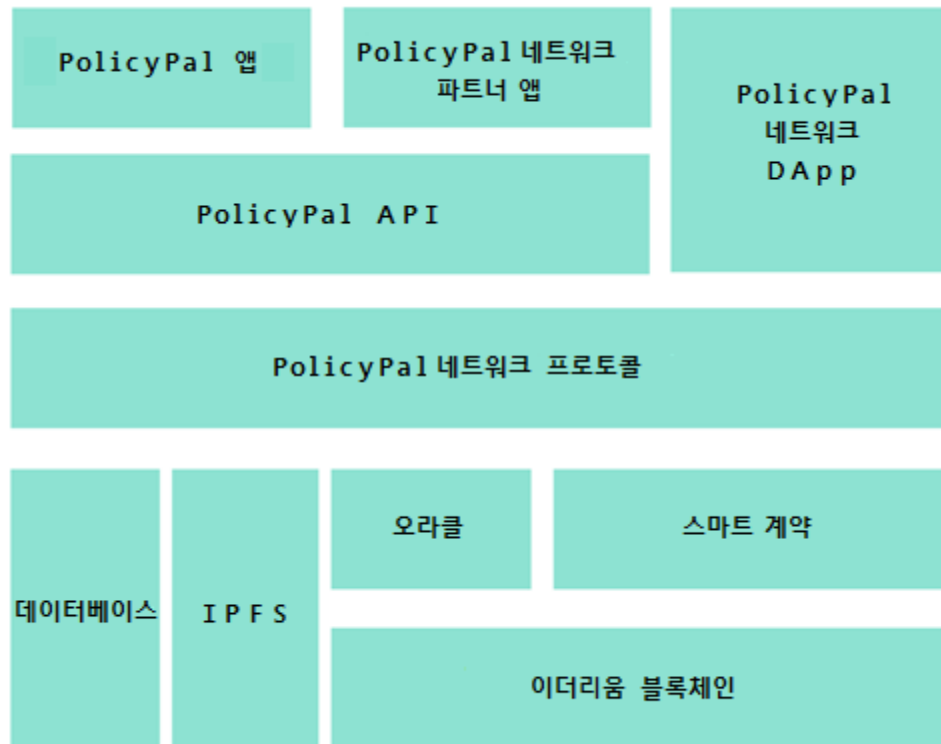 PolicyPal 앱
PolicyPal 네트워크
파트너 앱
PolicyPal
네트워크
DApp
PolicyPal API
PolicyPal 네트워크 프로토콜
데이터베이스
IPFS
오라클
스마트 계약
이더리움 블록체인